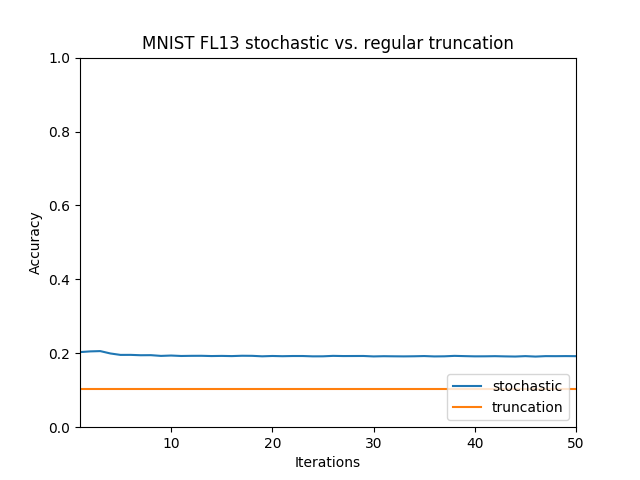 MNIST FL13 stochastic vs. regular truncation
1.0
0.8
0.6
0.4
0.2
0.0
Accuracy
stochastic
truncation
10 20 30 40 50
Iterations